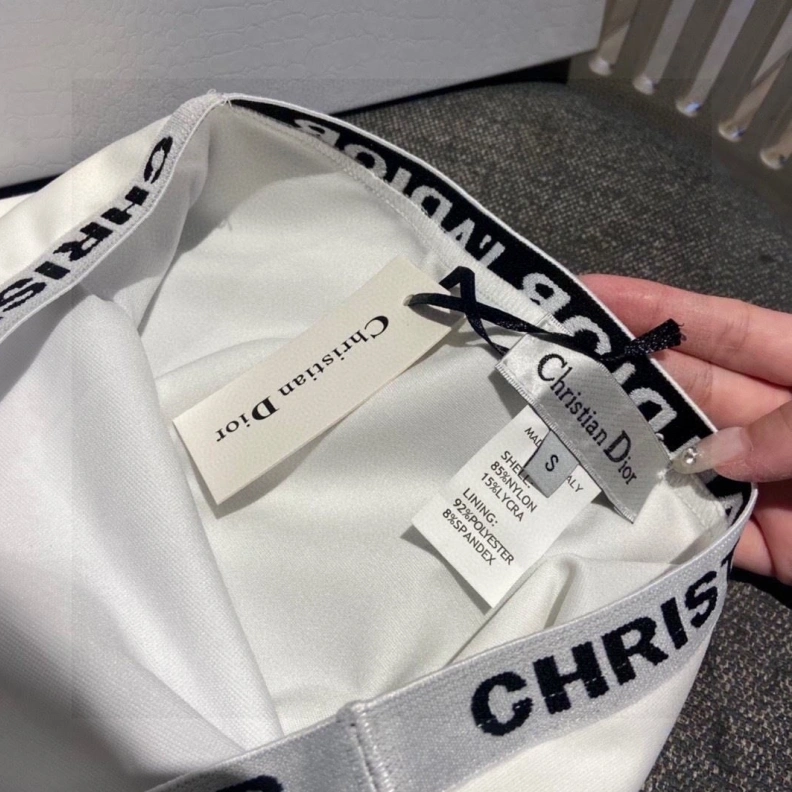 CHRIS
Christian Dior
Christian Dior
S
SHELL:
85%NYLON
15%LYCRA
LINING:
92%POLYESTER
8%SPANDEX
CHRIS